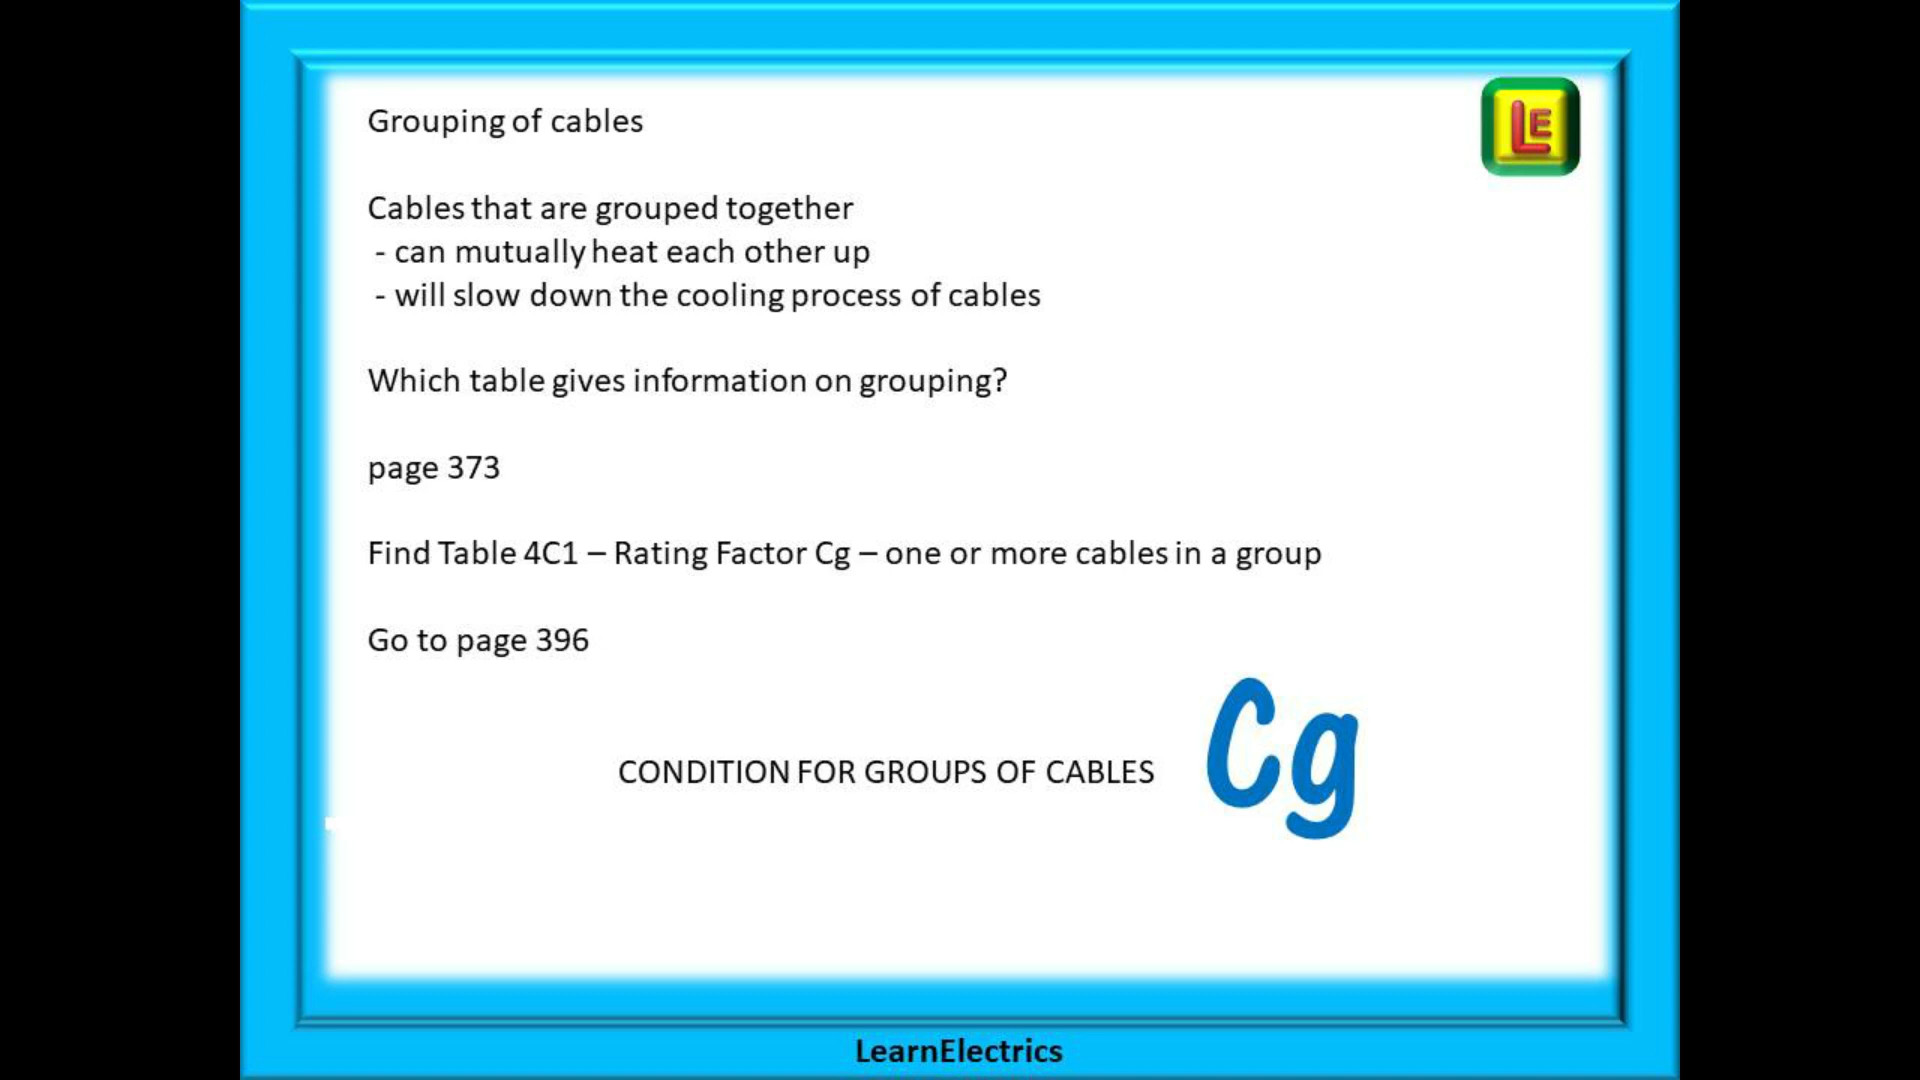 Grouping of cables
LE
Cables that are grouped together
- can mutually heat each other up
- will slow down the cooling process of cables
Which table gives information on grouping?
page 373
Find Table 4C1 – Rating Factor Cg – one or more cables in a group
Go to page 396
CONDITION FOR GROUPS OF CABLES Cg
LearnElectrics